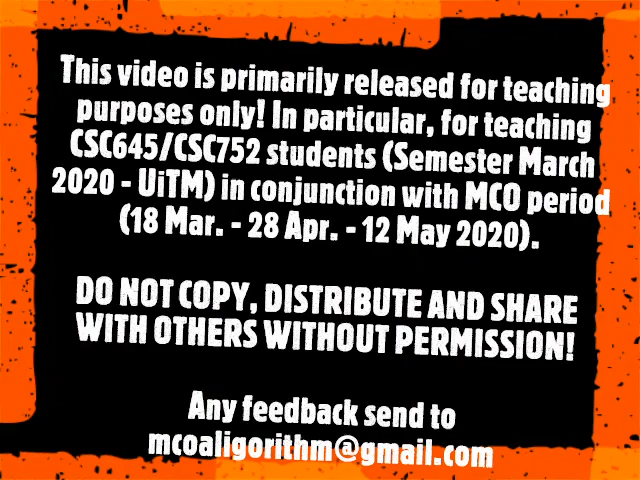 This video is primarily released for teaching
purposes only! In particular, for teaching
CSC645/CSC752 students (Semester March
2020 - UiTM) in conjunction with MCO period
(18 Mar. - 28 Apr. - 12 May 2020).
DO NOT COPY, DISTRIBUTE AND SHARE
WITH OTHERS WITHOUT PERMISSION!
Any feedback send to
mcoaligorithm@gmail.com